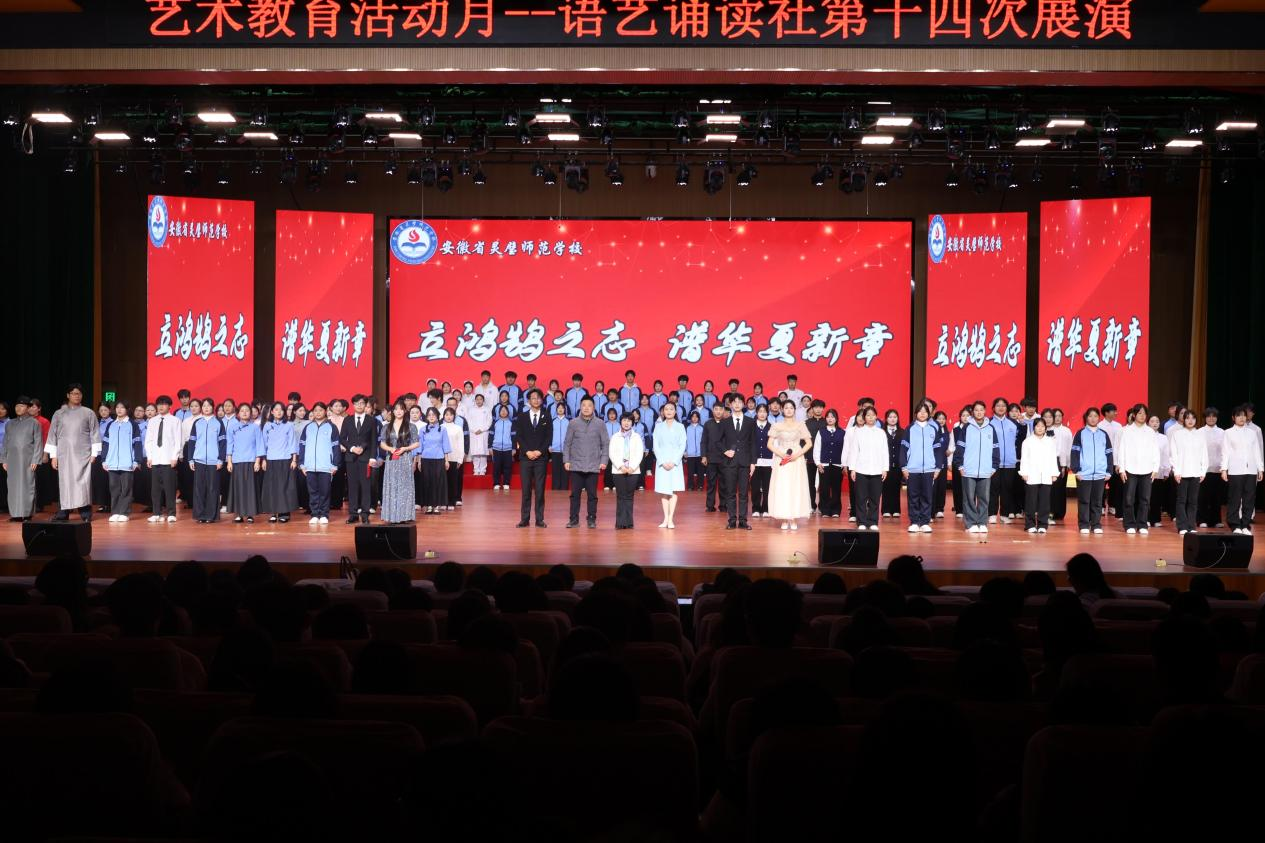 艺术教育活动月--语艺诵读社第十四次展演
安徽省灵璧师范学校
立鸿鹄之志
谱华夏新章
安徽省灵璧师范学校
立鸿鹄之志 谱华夏新章
安徽省灵璧师范学校
立鸿鹄之志
谱华夏新章